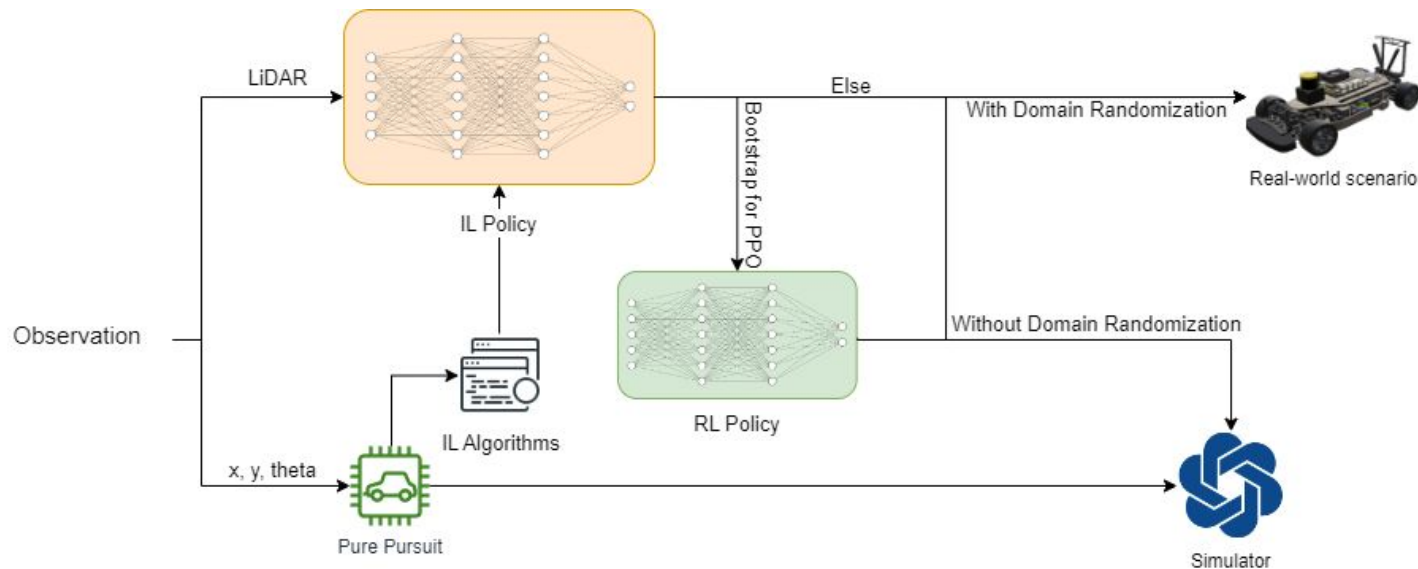 LiDAR
Else
With Domain Randomization
Real-world scenario
Bootstrap for PPO
IL Policy
Observation
Without Domain Randomization
RL Policy
IL Algorithms
x, y, theta
Pure Pursuit
Simulator